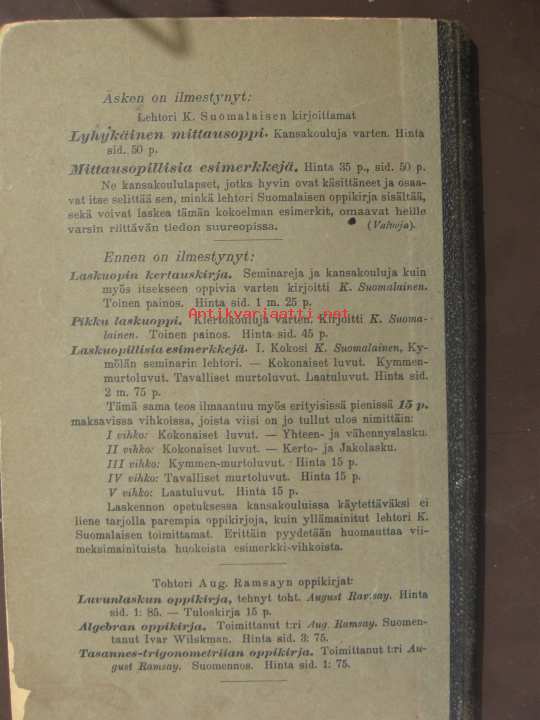 Äsken on ilmestynyt:
Lehtori K. Suomalaisen kirjoittamat
Lyhykäinen mittausoppi. Kansakouluja varten. Hinta
sid. 50 p.
Mittausopillisia esimerkkejä. Hinta 35 p., sid. 50 p.
Ne kansakoululapset, jotka hyvin ovat käsittäneet ja osaa-
vat itse selittää sen, minkä lehtori Suomalaisen oppikirja sisältää,
sekä voivat laskea tämän kokoelman esimerkit, omaavat heille
varsin riittävän tiedon suureopissa. (Valvoja).
Ennen on ilmestynyt:
Laskuopin kertauskirja. Seminareja ja kansakouluja kuin
myös itsekseen oppivia varten kirjoitti K. Suomalainen.
Toinen painos. Hinta sid. 1 m. 25 p.
Antikvariaatti.net
Pikku laskuoppi. Kiertokouluja varten. Kirjoitti K. Suoma-
lainen. Toinen painos. Hinta sid. 45 p.
Laskuopillisia esimerkkejä. I. Kokosi K. Suomalainen, Ky-
mölän seminarin lehtori. — Kokonaiset luvut. Kymmen-
murtoluvut. Tavalliset murtoluvut. Laatuluvut. Hinta sid.
2 m. 75 p.
Tämä sama teos ilmaantuu myös erityisissä pienissä 15 p.
maksavissa vihkoissa, joista viisi on jo tullut ulos nimittäin:
I vihko: Kokonaiset luvut. — Yhteen- ja vähennyslasku.
II vihko: Kokonaiset luvut. — Kerto- ja Jakolasku.
III vihko: Kymmen-murtoluvut. Hinta 15 p.
IV vihko: Tavalliset murtoluvut. Hinta 15 p.
V vihko: Laatuluvut. Hinta 15 p.
Laskennon opetuksessa kansakouluissa käytettäväksi ei
liene tarjolla parempia oppikirjoja, kuin yllämainitut lehtori K.
Suomalaisen toimittamat. Erittäin pyydetään huomauttaa vii-
meksimainituista huokeista esimerkki-vihkoista.
Tohtori Aug. Ramsayn oppikirjat:
Luvunlaskun oppikirja, tehnyt toht. August Ramsay. Hinta
sid. 1: 85. — Tuloskirja 15 p.
Algebran oppikirja. Toimittanut t:ri Aug. Ramsay. Suomen-
tanut Ivar Wilskman. Hinta sid. 3: 75.
Tasannes-trigonometriian oppikirja. Toimittanut t:ri Au-
gust Ramsay. Suomennos. Hinta sid. 1: 75.